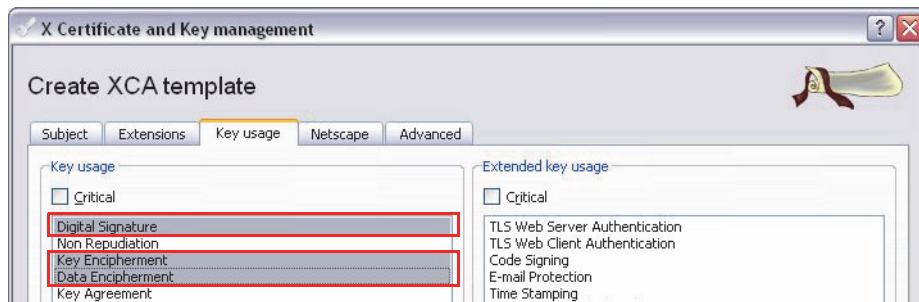 X Certificate and Key management
Create XCA template
Subject Extensions Key usage Netscape Advanced
Key usage
Critical
Digital Signature
Non Repudiation
Key Encipherment
Data Encipherment
Key Agreement
Extended key usage
Critical
TLS Web Server Authentication
TLS Web Client Authentication
Code Signing
E-mail Protection
Time Stamping